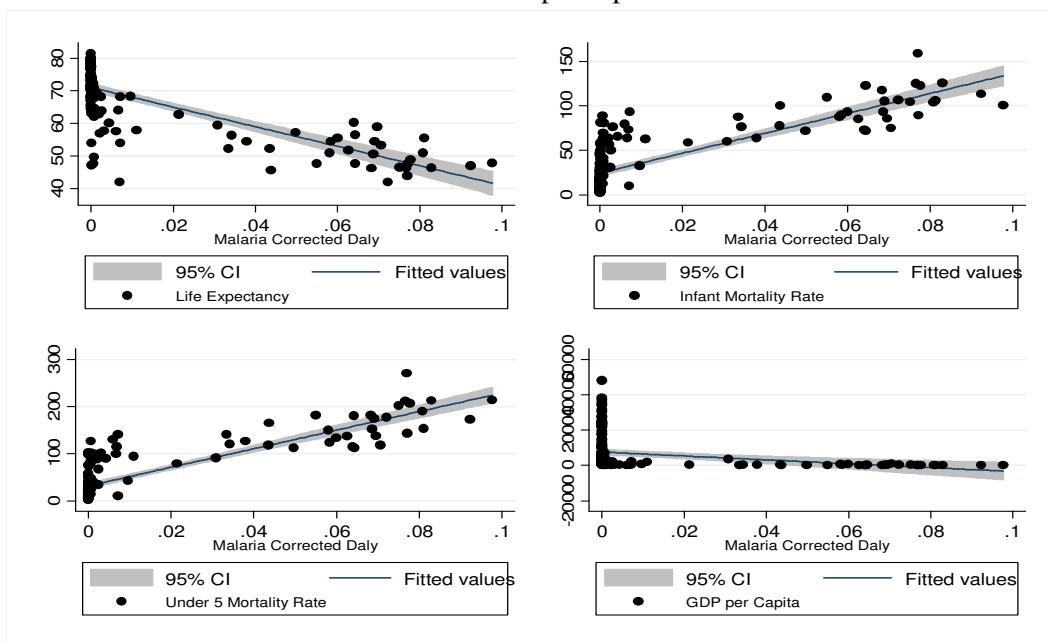 80
70
60
50
40
0 .02 .04 .06 .08 .1
Malaria Corrected Daly
95% CI Fitted values
Life Expectancy
150
100
50
0
0 .02 .04 .06 .08 .1
Malaria Corrected Daly
95% CI Fitted values
Infant Mortality Rate
300
200
100
0
0 .02 .04 .06 .08 .1
Malaria Corrected Daly
95% CI Fitted values
Under 5 Mortality Rate
60000
40000
20000
0
-20000
0 .02 .04 .06 .08 .1
Malaria Corrected Daly
95% CI Fitted values
GDP per Capita